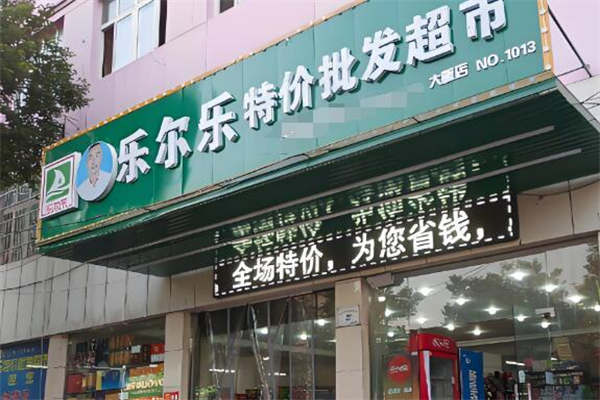 乐尔乐特价批发超市
大圆店 NO.1013
乐尔乐
全场特价，为您省钱，